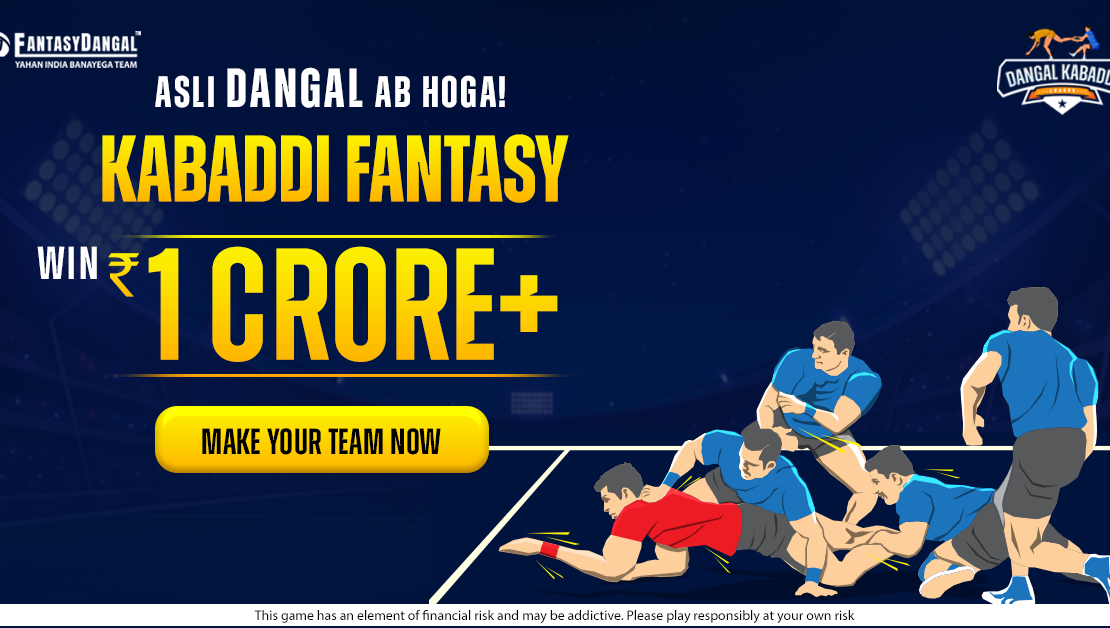 FANTASYDANGAL™
YAHAN INDIA BANAYEGA TEAM
DANGAL KABADD
ASLI DANGAL AB HOGA!
KABADDI FANTASY
WIN ₹1 CRORE+
MAKE YOUR TEAM NOW
This game has an element of financial risk and may be addictive. Please play responsibly at your own risk